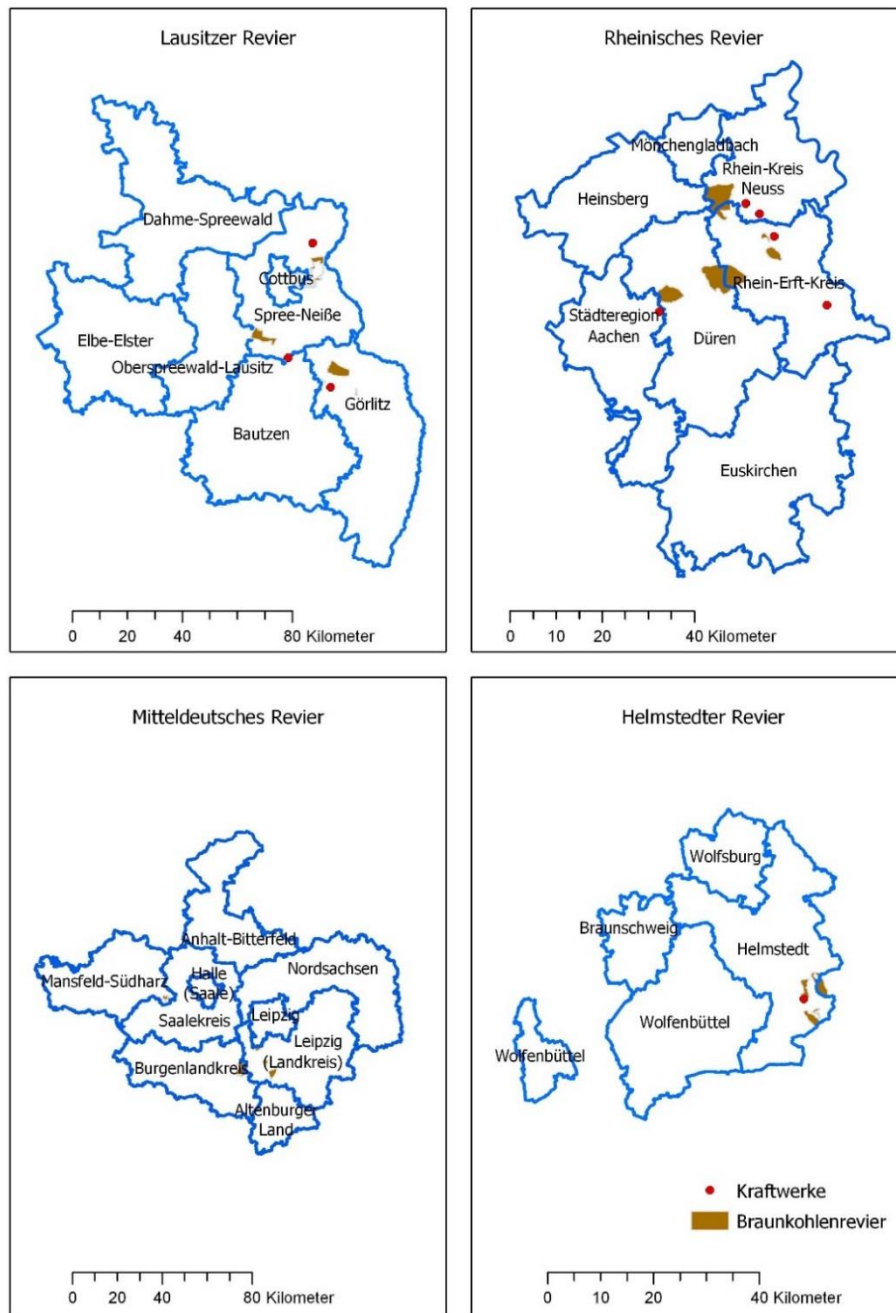 Lausitzer Revier
Dahme-Spreewald
Cottbus
Spree-Neiße
Elbe-Elster
Oberspreewald-Lausitz
Görlitz
Bautzen
0 20 40 80 Kilometer
Rheinisches Revier
Mönchengladbach
Rhein-Kreis
Neuss
Heinsberg
Rhein-Erft-Kreis
Städteregion
Aachen
Düren
Euskirchen
0 10 20 40 Kilometer
Mitteldeutsches Revier
Anhalt-Bitterfeld
Nordsachsen
Mansfeld-Südharz
Halle
(Saale)
Saalekreis
Leipzig
Leipzig
(Landkreis)
Burgenlandkreis
Altenburger
Land
0 20 40 80 Kilometer
Helmstedter Revier
Wolfsburg
Braunschweig
Helmstedt
Wolfenbüttel
Wolfenbüttel
Kraftwerke
Braunkohlenrevier
0 10 20 40 Kilometer